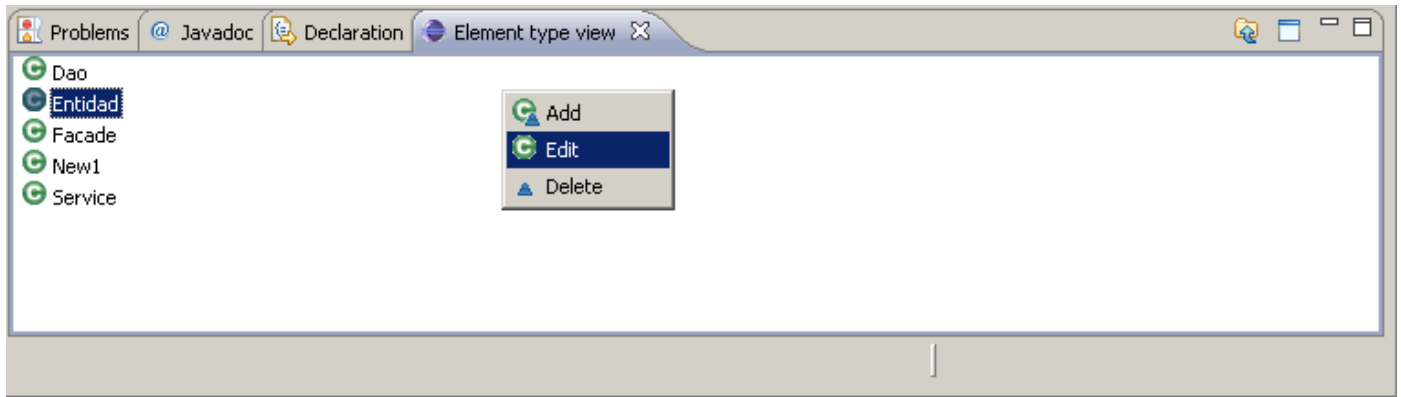 Problems @ Javadoc Declaration Element type view
Dao
Entidad
Facade
New1
Service
Add
Edit
Delete